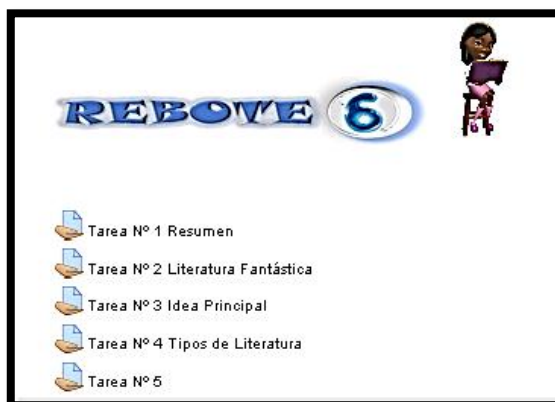 REBOTE 6
Tarea Nº 1 Resumen
Tarea Nº 2 Literatura Fantástica
Tarea Nº 3 Idea Principal
Tarea Nº 4 Tipos de Literatura
Tarea Nº 5